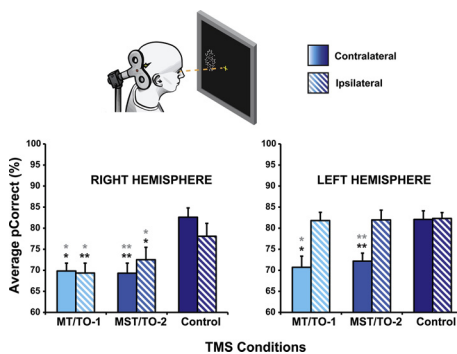 Contralateral
Ipsilateral
Average pCorrect (%)
100
95
90
85
80
75
70
65
60
RIGHT HEMISPHERE
* * ** *
* ** ** *
MT/TO-1 MST/TO-2 Control
100
95
90
85
80
75
70
65
60
LEFT HEMISPHERE
* **
* **
MT/TO-1 MST/TO-2 Control
TMS Conditions